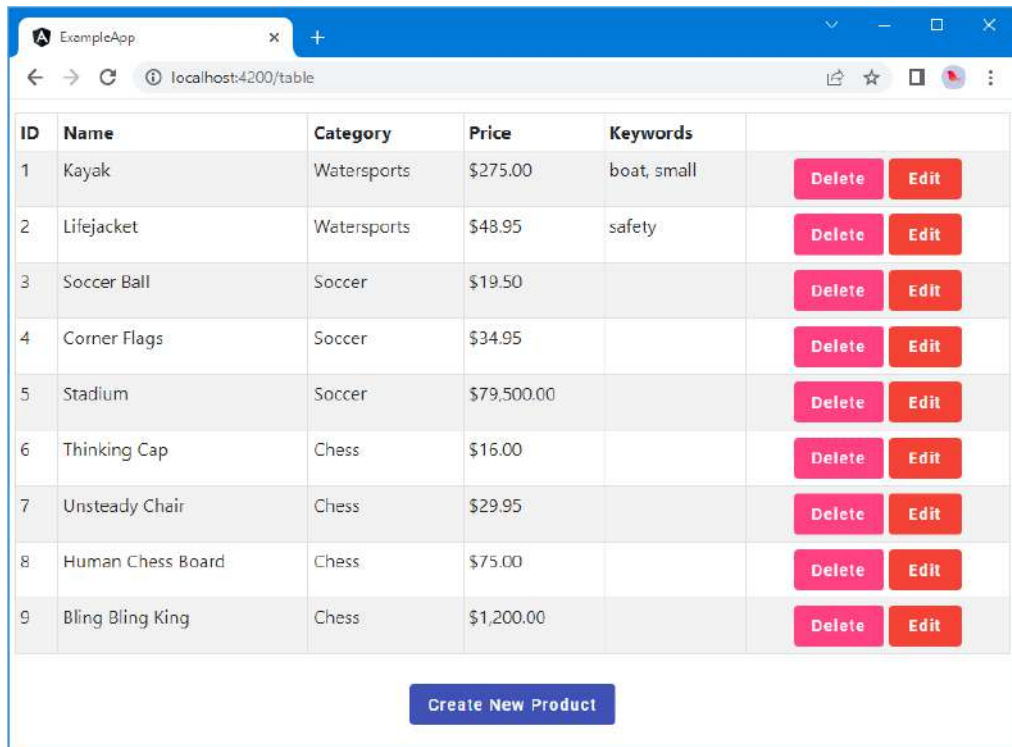 ExampleApp
localhost:4200/table
ID Name Category Price Keywords
1 Kayak Watersports $275.00 boat, small Delete Edit
2 Lifejacket Watersports $48.95 safety Delete Edit
3 Soccer Ball Soccer $19.50 Delete Edit
4 Corner Flags Soccer $34.95 Delete Edit
5 Stadium Soccer $79,500.00 Delete Edit
6 Thinking Cap Chess $16.00 Delete Edit
7 Unsteady Chair Chess $29.95 Delete Edit
8 Human Chess Board Chess $75.00 Delete Edit
9 Bling Bling King Chess $1,200.00 Delete Edit
Create New Product